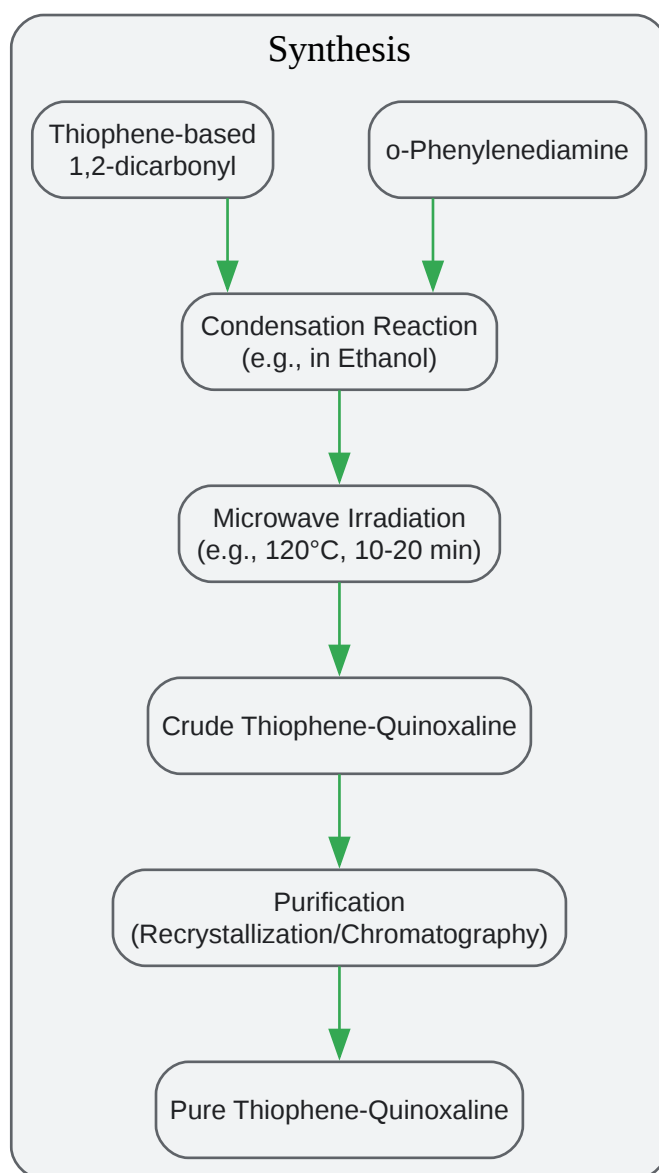 Synthesis
Thiophene-based
1,2-dicarbonyl
o-Phenylenediamine
Condensation Reaction
(e.g., in Ethanol)
Microwave Irradiation
(e.g., 120°C, 10-20 min)
Crude Thiophene-Quinoxaline
Purification
(Recrystallization/Chromatography)
Pure Thiophene-Quinoxaline